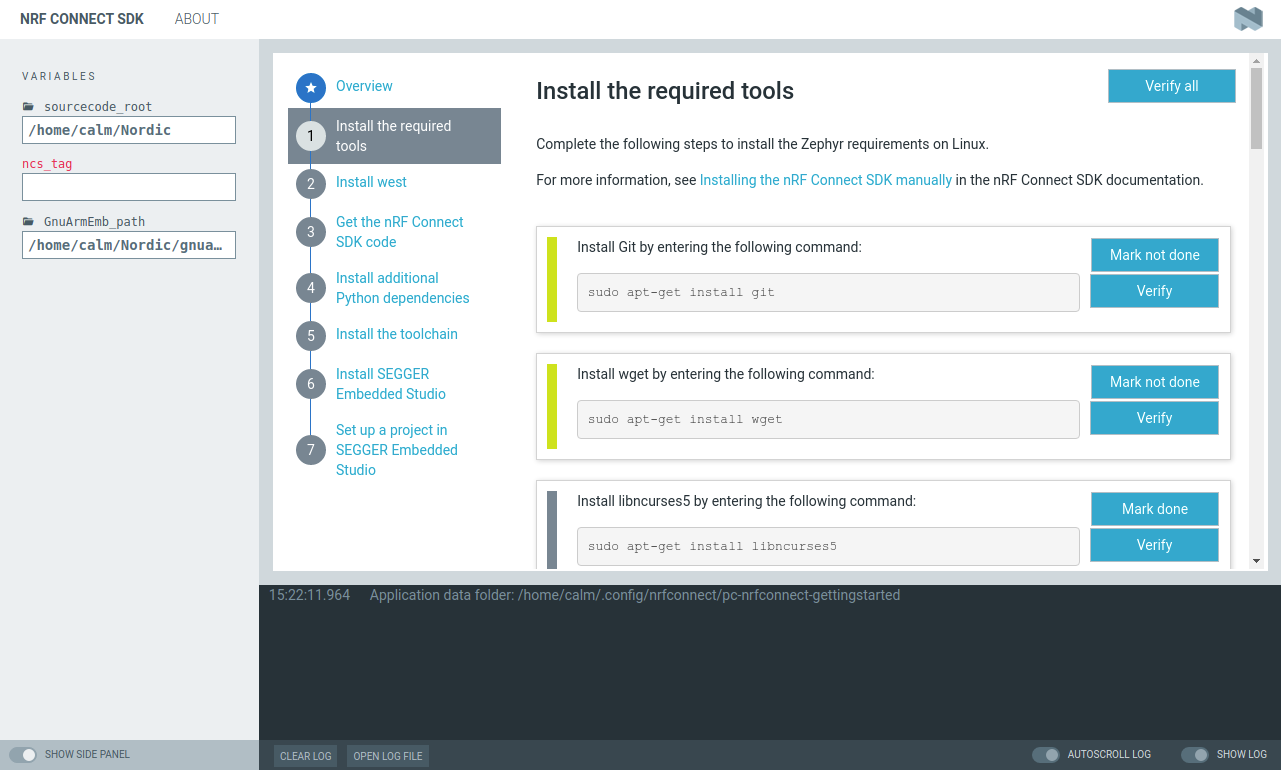 NRF CONNECT SDK ABOUT
VARIABLES
sourcecode_root
/home/calm/Nordic
ncs_tag
GnuArmEmb_path
/home/calm/Nordic/gnua…
Overview
1 Install the required
tools
2 Install west
3 Get the nRF Connect
SDK code
4 Install additional
Python dependencies
5 Install the toolchain
6 Install SEGGER
Embedded Studio
7 Set up a project in
SEGGER Embedded
Studio
Install the required tools
Verify all
Complete the following steps to install the Zephyr requirements on Linux.
For more information, see Installing the nRF Connect SDK manually in the nRF Connect SDK documentation.
Install Git by entering the following command:
Mark not done
sudo apt-get install git
Verify
Install wget by entering the following command:
Mark not done
sudo apt-get install wget
Verify
Install libncurses5 by entering the following command:
Mark done
sudo apt-get install libncurses5
Verify
15:22:11.964 Application data folder: /home/calm/.config/nrfconnect/pc-nrfconnect-gettingstarted
SHOW SIDE PANEL
CLEAR LOG
OPEN LOG FILE
AUTOSCROLL LOG
SHOW LOG